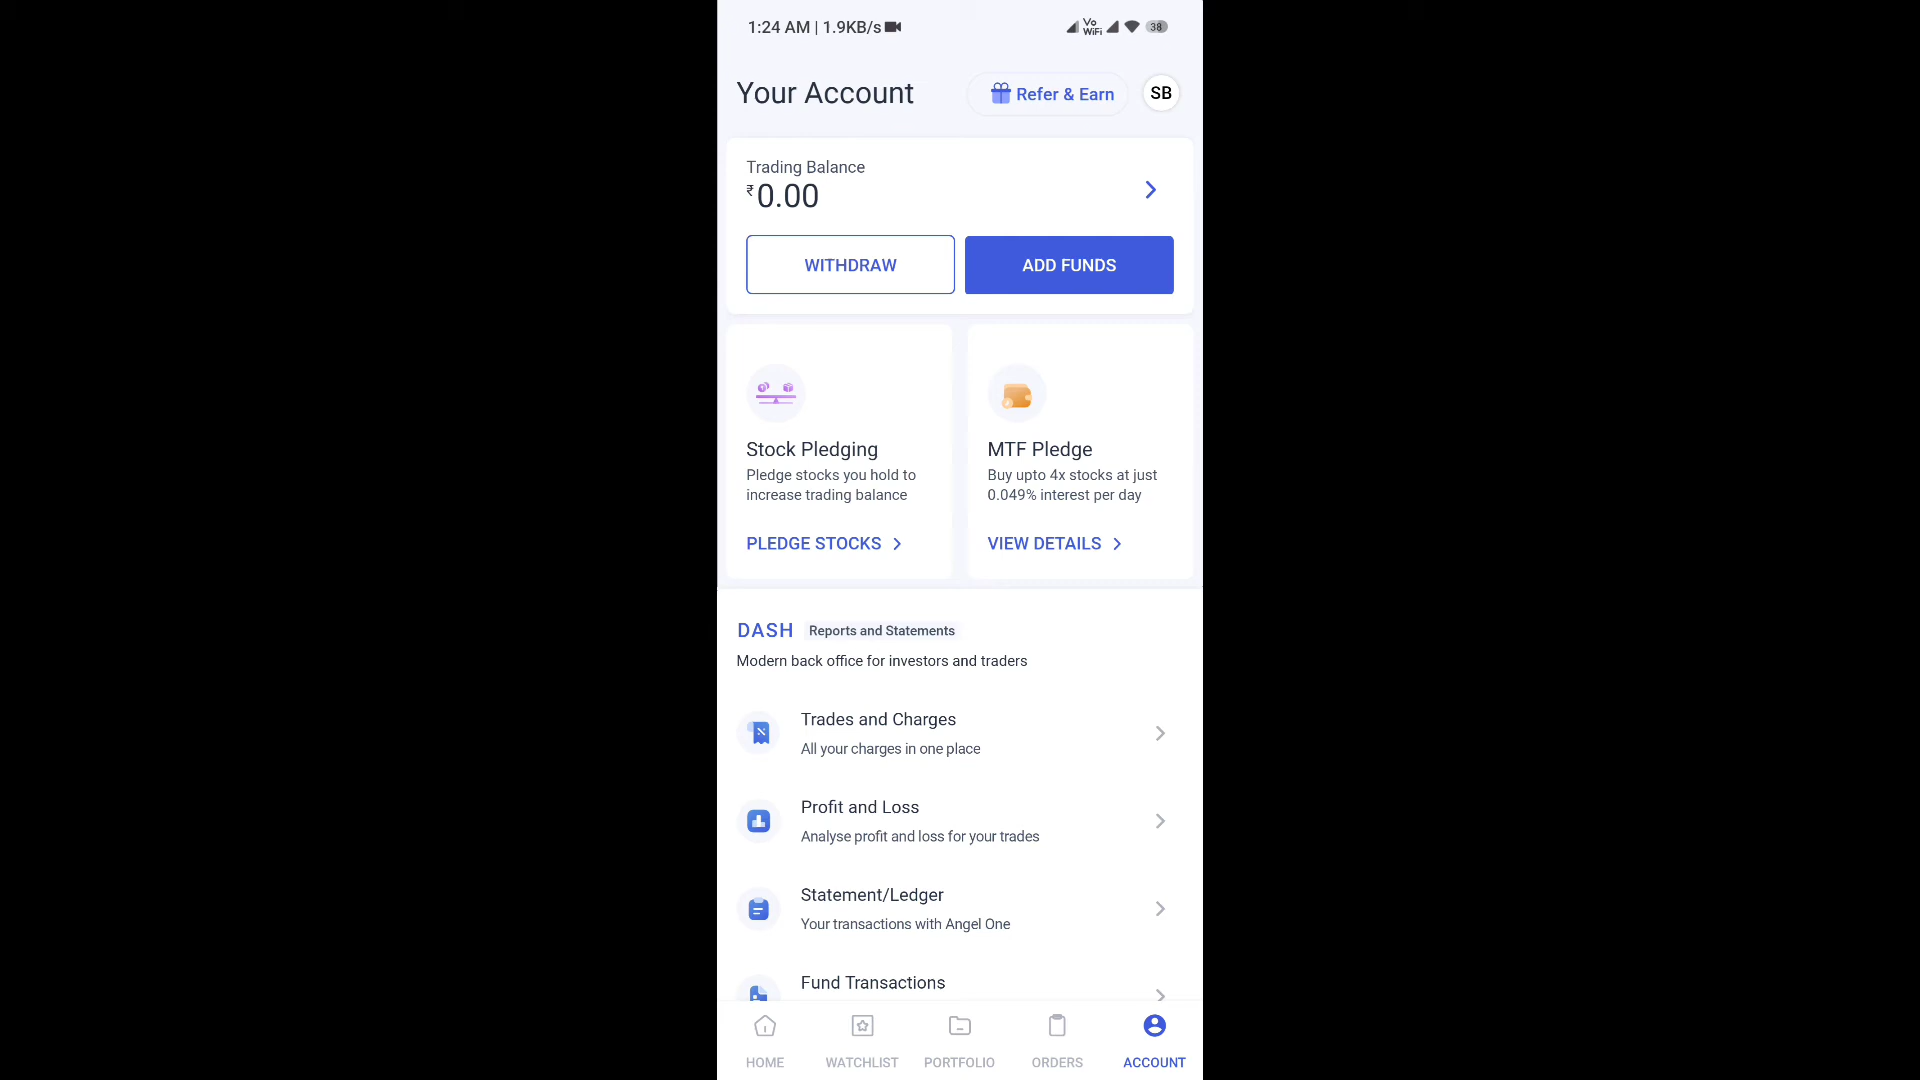 1:24 AM | 1.9KB/s
Vo
WiFi
38
Your Account
Refer & Earn
SB
Trading Balance
₹0.00
WITHDRAW
ADD FUNDS
Stock Pledging
Pledge stocks you hold to
increase trading balance
PLEDGE STOCKS
MTF Pledge
Buy upto 4x stocks at just
0.049% interest per day
VIEW DETAILS
DASH Reports and Statements
Modern back office for investors and traders
Trades and Charges
All your charges in one place
Profit and Loss
Analyse profit and loss for your trades
Statement/Ledger
Your transactions with Angel One
Fund Transactions
HOME
WATCHLIST
PORTFOLIO
ORDERS
ACCOUNT